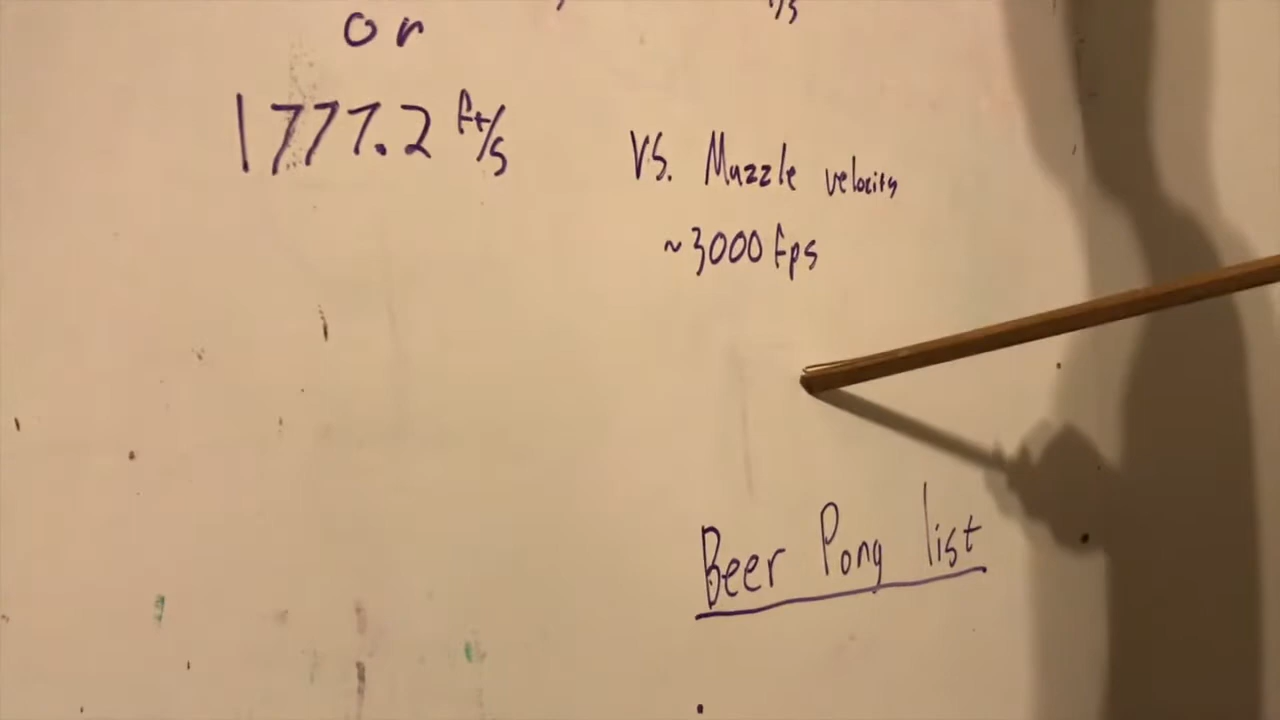 or
1777.2 ft/s
VS. Muzzle velocity
~3000 fps
Beer Pong list